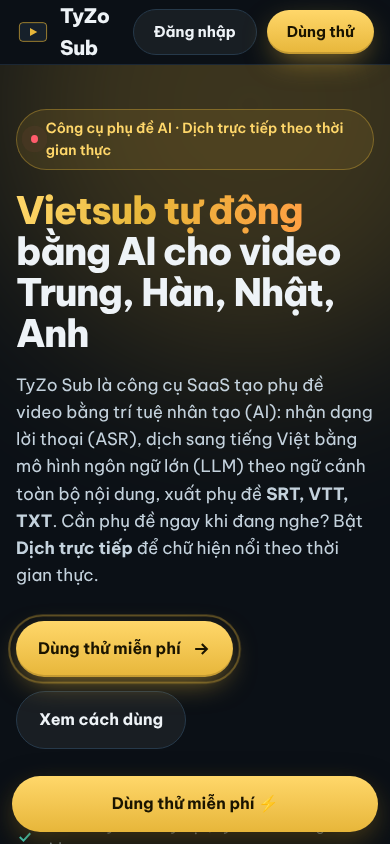 TyZo
Sub
Đăng nhập
Dùng thử
Công cụ phụ đề AI · Dịch trực tiếp theo thời
gian thực
Vietsub tự động
bằng AI cho video
Trung, Hàn, Nhật,
Anh
TyZo Sub là công cụ SaaS tạo phụ đề
video bằng trí tuệ nhân tạo (AI): nhận dạng
lời thoại (ASR), dịch sang tiếng Việt bằng
mô hình ngôn ngữ lớn (LLM) theo ngữ cảnh
toàn bộ nội dung, xuất phụ đề SRT, VTT,
TXT. Cần phụ đề ngay khi đang nghe? Bật
Dịch trực tiếp để chữ hiện nổi theo thời
gian thực.
Dùng thử miễn phí →
Xem cách dùng
Dùng thử miễn phí ⚡